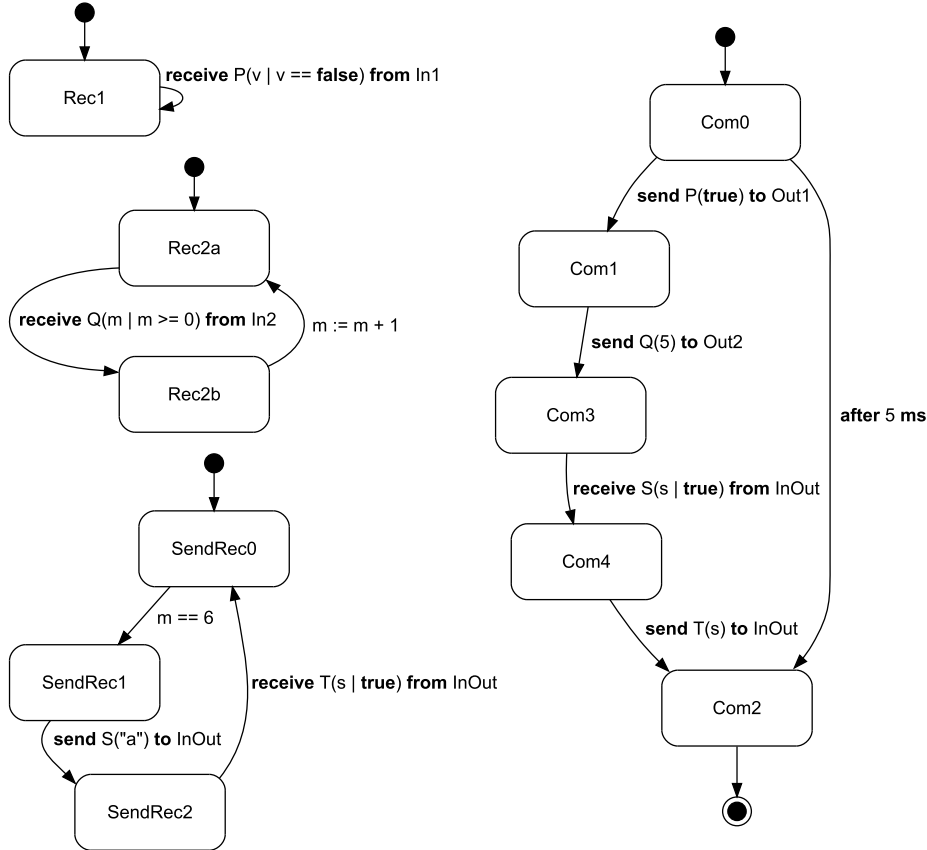 receive P(v | v == false) from In1
Rec1
Rec2a
receive Q(m | m >= 0) from In2
m := m + 1
Rec2b
SendRec0
m == 6
SendRec1
receive T(s | true) from InOut
send S("a") to InOut
SendRec2
Com0
send P(true) to Out1
Com1
send Q(5) to Out2
Com3
after 5 ms
receive S(s | true) from InOut
Com4
send T(s) to InOut
Com2